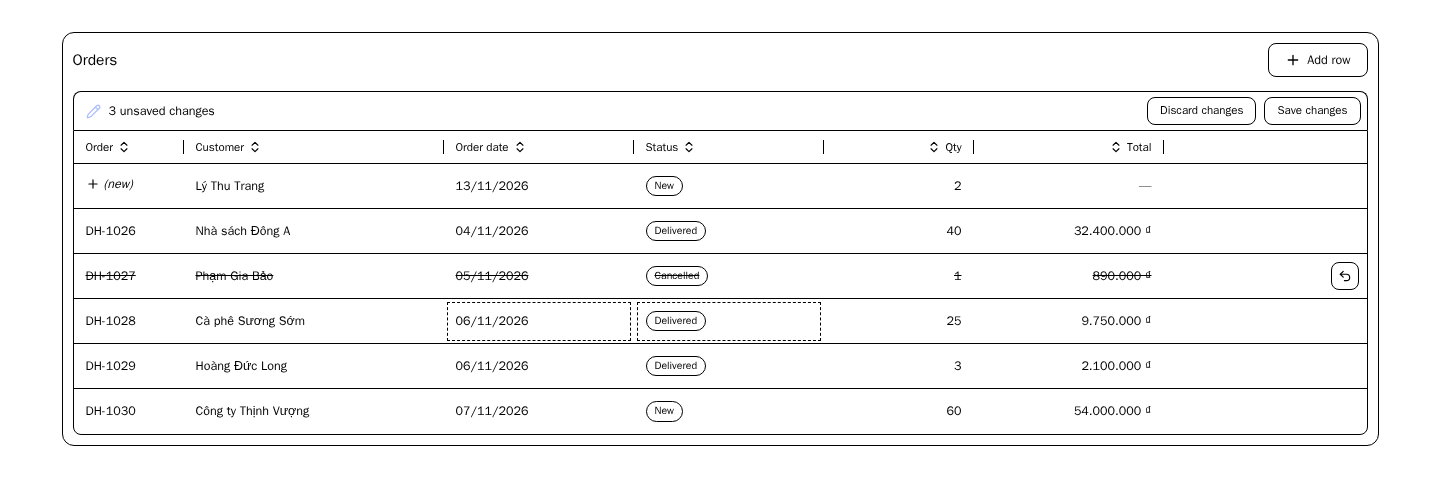 Orders
Add row
3 unsaved changes
Discard changes
Save changes
Order Customer Order date Status Qty Total
(new) Lý Thu Trang 13/11/2026 New 2 —
DH-1026 Nhà sách Đông A 04/11/2026 Delivered 40 32.400.000 ₫
DH-1027 Phạm Gia Bảo 05/11/2026 Cancelled 1 890.000 ₫
DH-1028 Cà phê Sương Sớm 06/11/2026 Delivered 25 9.750.000 ₫
DH-1029 Hoàng Đức Long 06/11/2026 Delivered 3 2.100.000 ₫
DH-1030 Công ty Thịnh Vượng 07/11/2026 New 60 54.000.000 ₫